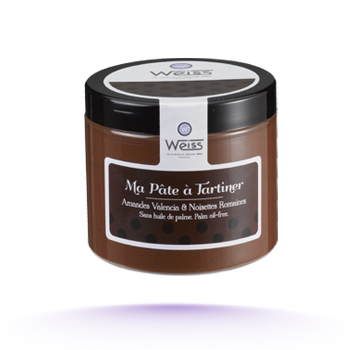 Weiss
Weiss
Ma Pâte à Tartiner
Amandes Valencia & Noisettes Romaines
Sans huile de palme. Palm oil-free.